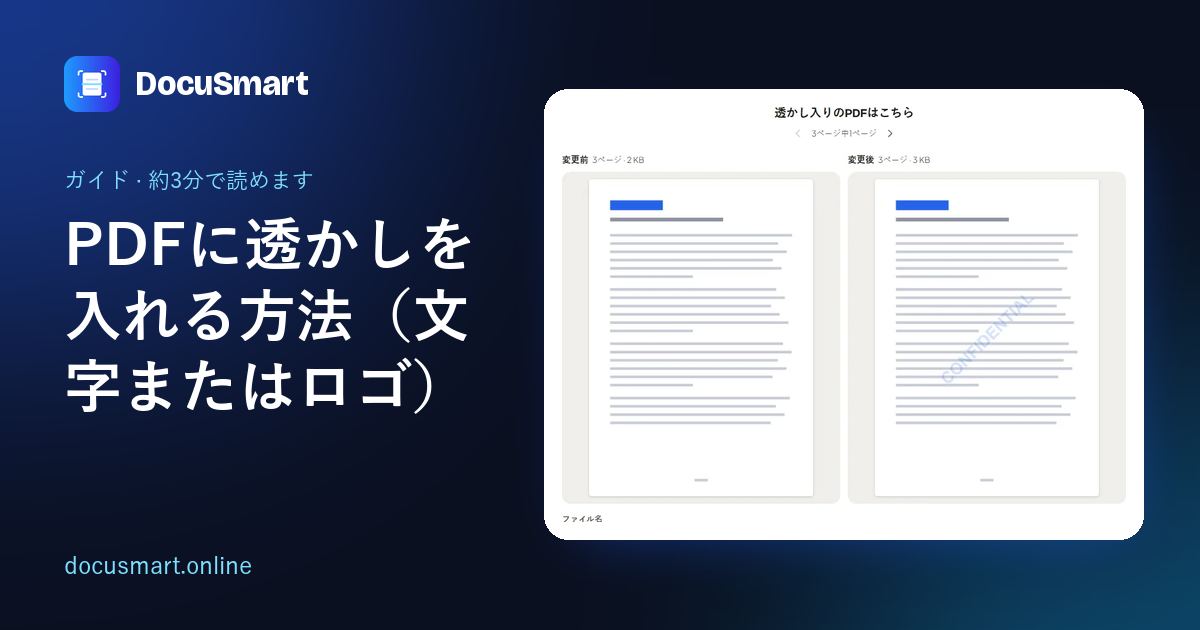 DocuSmart
ガイド · 約3分で読めます
PDFに透かしを
入れる方法（文
字またはロゴ）
docusmart.online
透かし入りのPDFはこちら
3ページ中1ページ
変更前 3ページ · 2 KB
変更後 3ページ · 3 KB
CONFIDENTIAL
ファイル名